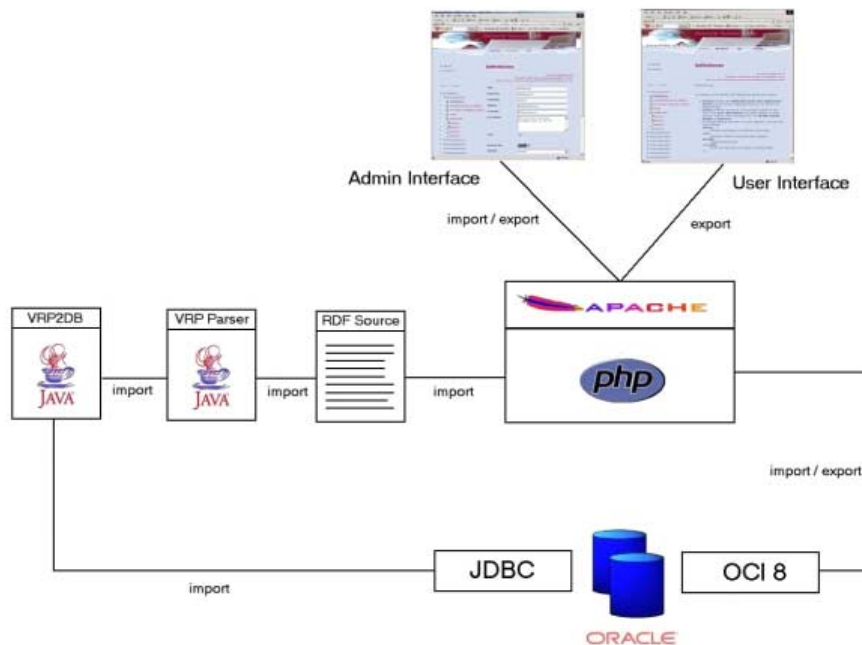 Admin Interface
User Interface
import / export
export
APACHE
VRP2DB
VRP Parser
RDF Source
JAVA
JAVA
php
import
import
import
import / export
JDBC
OCI 8
import
ORACLE